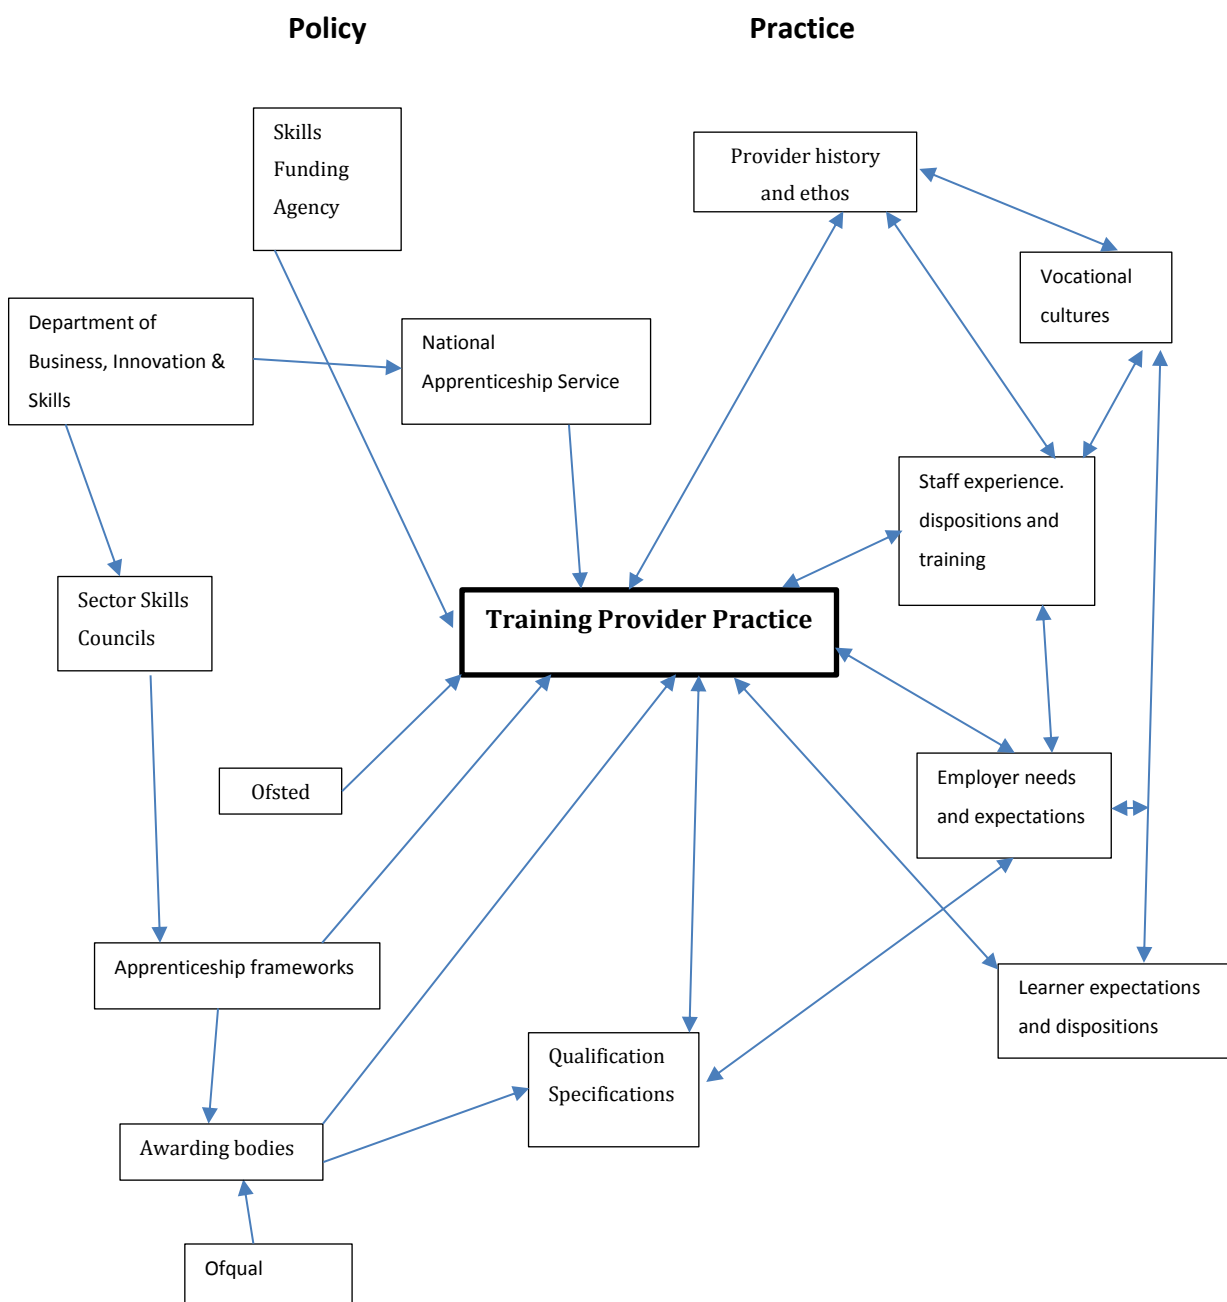 Policy
Practice
Skills
Funding
Agency
Provider history
and ethos
Vocational
cultures
Department of
Business, Innovation &
Skills
National
Apprenticeship Service
Staff experience.
dispositions and
training
Sector Skills
Councils
Training Provider Practice
Ofsted
Employer needs
and expectations
Apprenticeship frameworks
Learner expectations
and dispositions
Qualification
Specifications
Awarding bodies
Ofqual